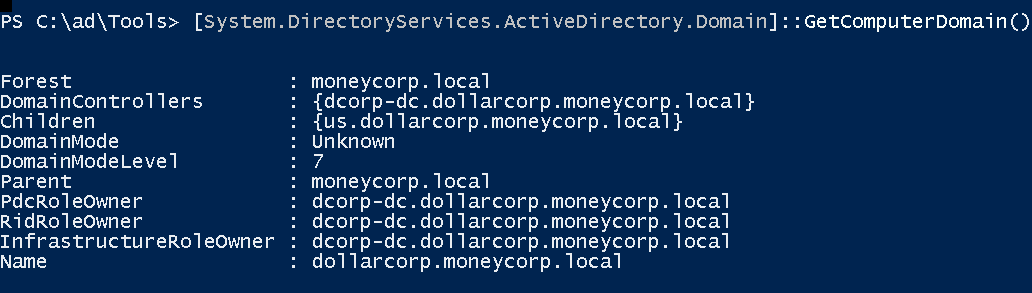 PS C:\ad\Tools> [System.DirectoryServices.ActiveDirectory.Domain]::GetComputerDomain()
Forest                  : moneycorp.local
DomainControllers       : {dcorp-dc.dollarcorp.moneycorp.local}
Children                : {us.dollarcorp.moneycorp.local}
DomainMode              : Unknown
DomainModeLevel         : 7
Parent                  : moneycorp.local
PdcRoleOwner            : dcorp-dc.dollarcorp.moneycorp.local
RidRoleOwner            : dcorp-dc.dollarcorp.moneycorp.local
InfrastructureRoleOwner : dcorp-dc.dollarcorp.moneycorp.local
Name                    : dollarcorp.moneycorp.local